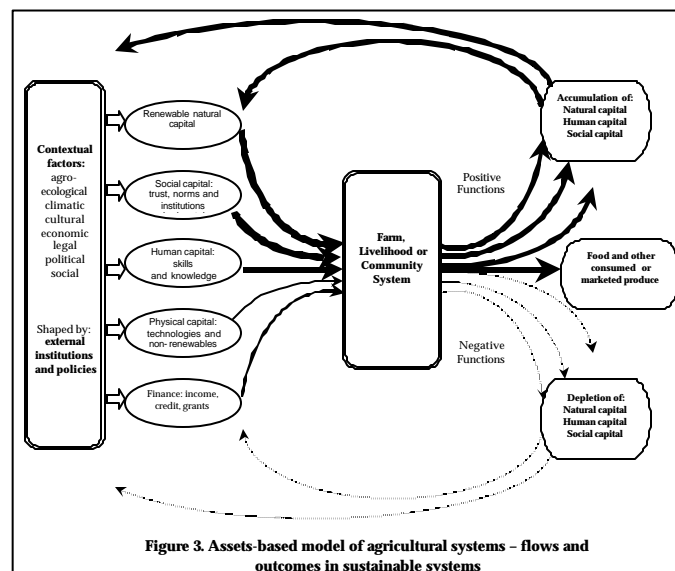 Contextual
factors:
agro-
ecological
climatic
cultural
economic
legal
political
social
Shaped by:
external
institutions
and policies
Renewable natural
capital
Social capital:
trust, norms and
institutions
Human capital:
skills
and knowledge
Physical capital:
technologies and
non- renewables
Finance: income,
credit, grants
Farm,
Livelihood or
Community
System
Positive
Functions
Negative
Functions
Accumulation of:
Natural capital
Human capital
Social capital
Food and other
consumed or
marketed produce
Depletion of:
Natural capital
Human capital
Social capital
Figure 3. Assets-based model of agricultural systems – flows and
outcomes in sustainable systems